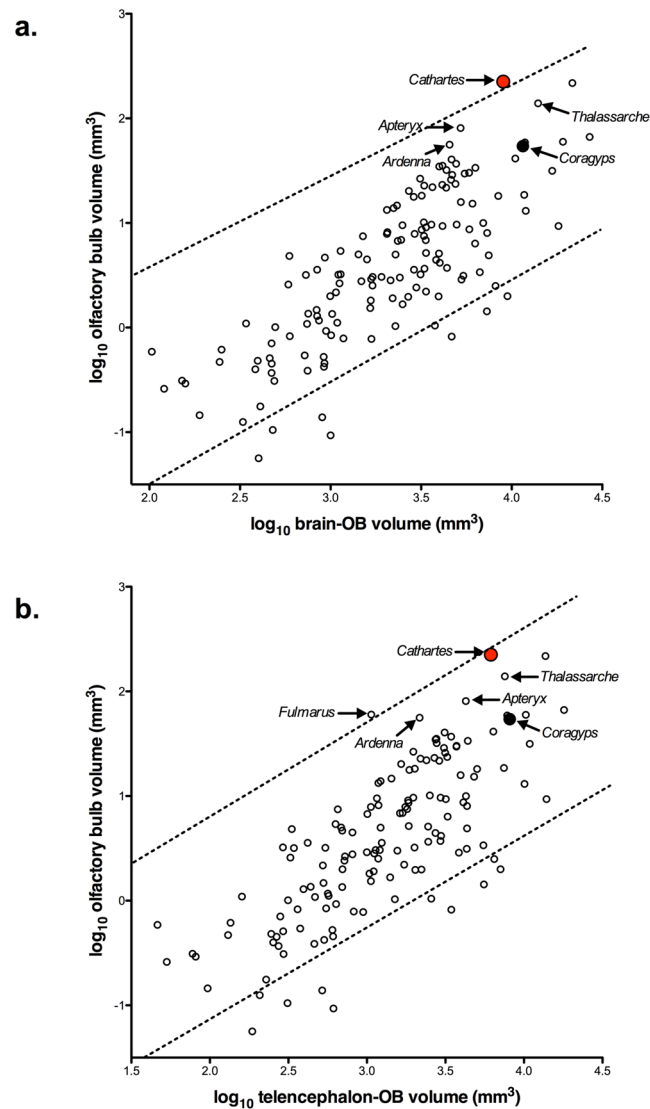 a.
3
2
1
0
-1
log10 olfactory bulb volume (mm3)
Cathartes
Thalassarche
Apteryx
Ardenna
Coragyps
2.0 2.5 3.0 3.5 4.0 4.5
log10 brain-OB volume (mm3)
b.
3
2
1
0
-1
log10 olfactory bulb volume (mm3)
Cathartes
Thalassarche
Apteryx
Fulmarus
Coragyps
Ardenna
1.5 2.0 2.5 3.0 3.5 4.0 4.5
log10 telencephalon-OB volume (mm3)